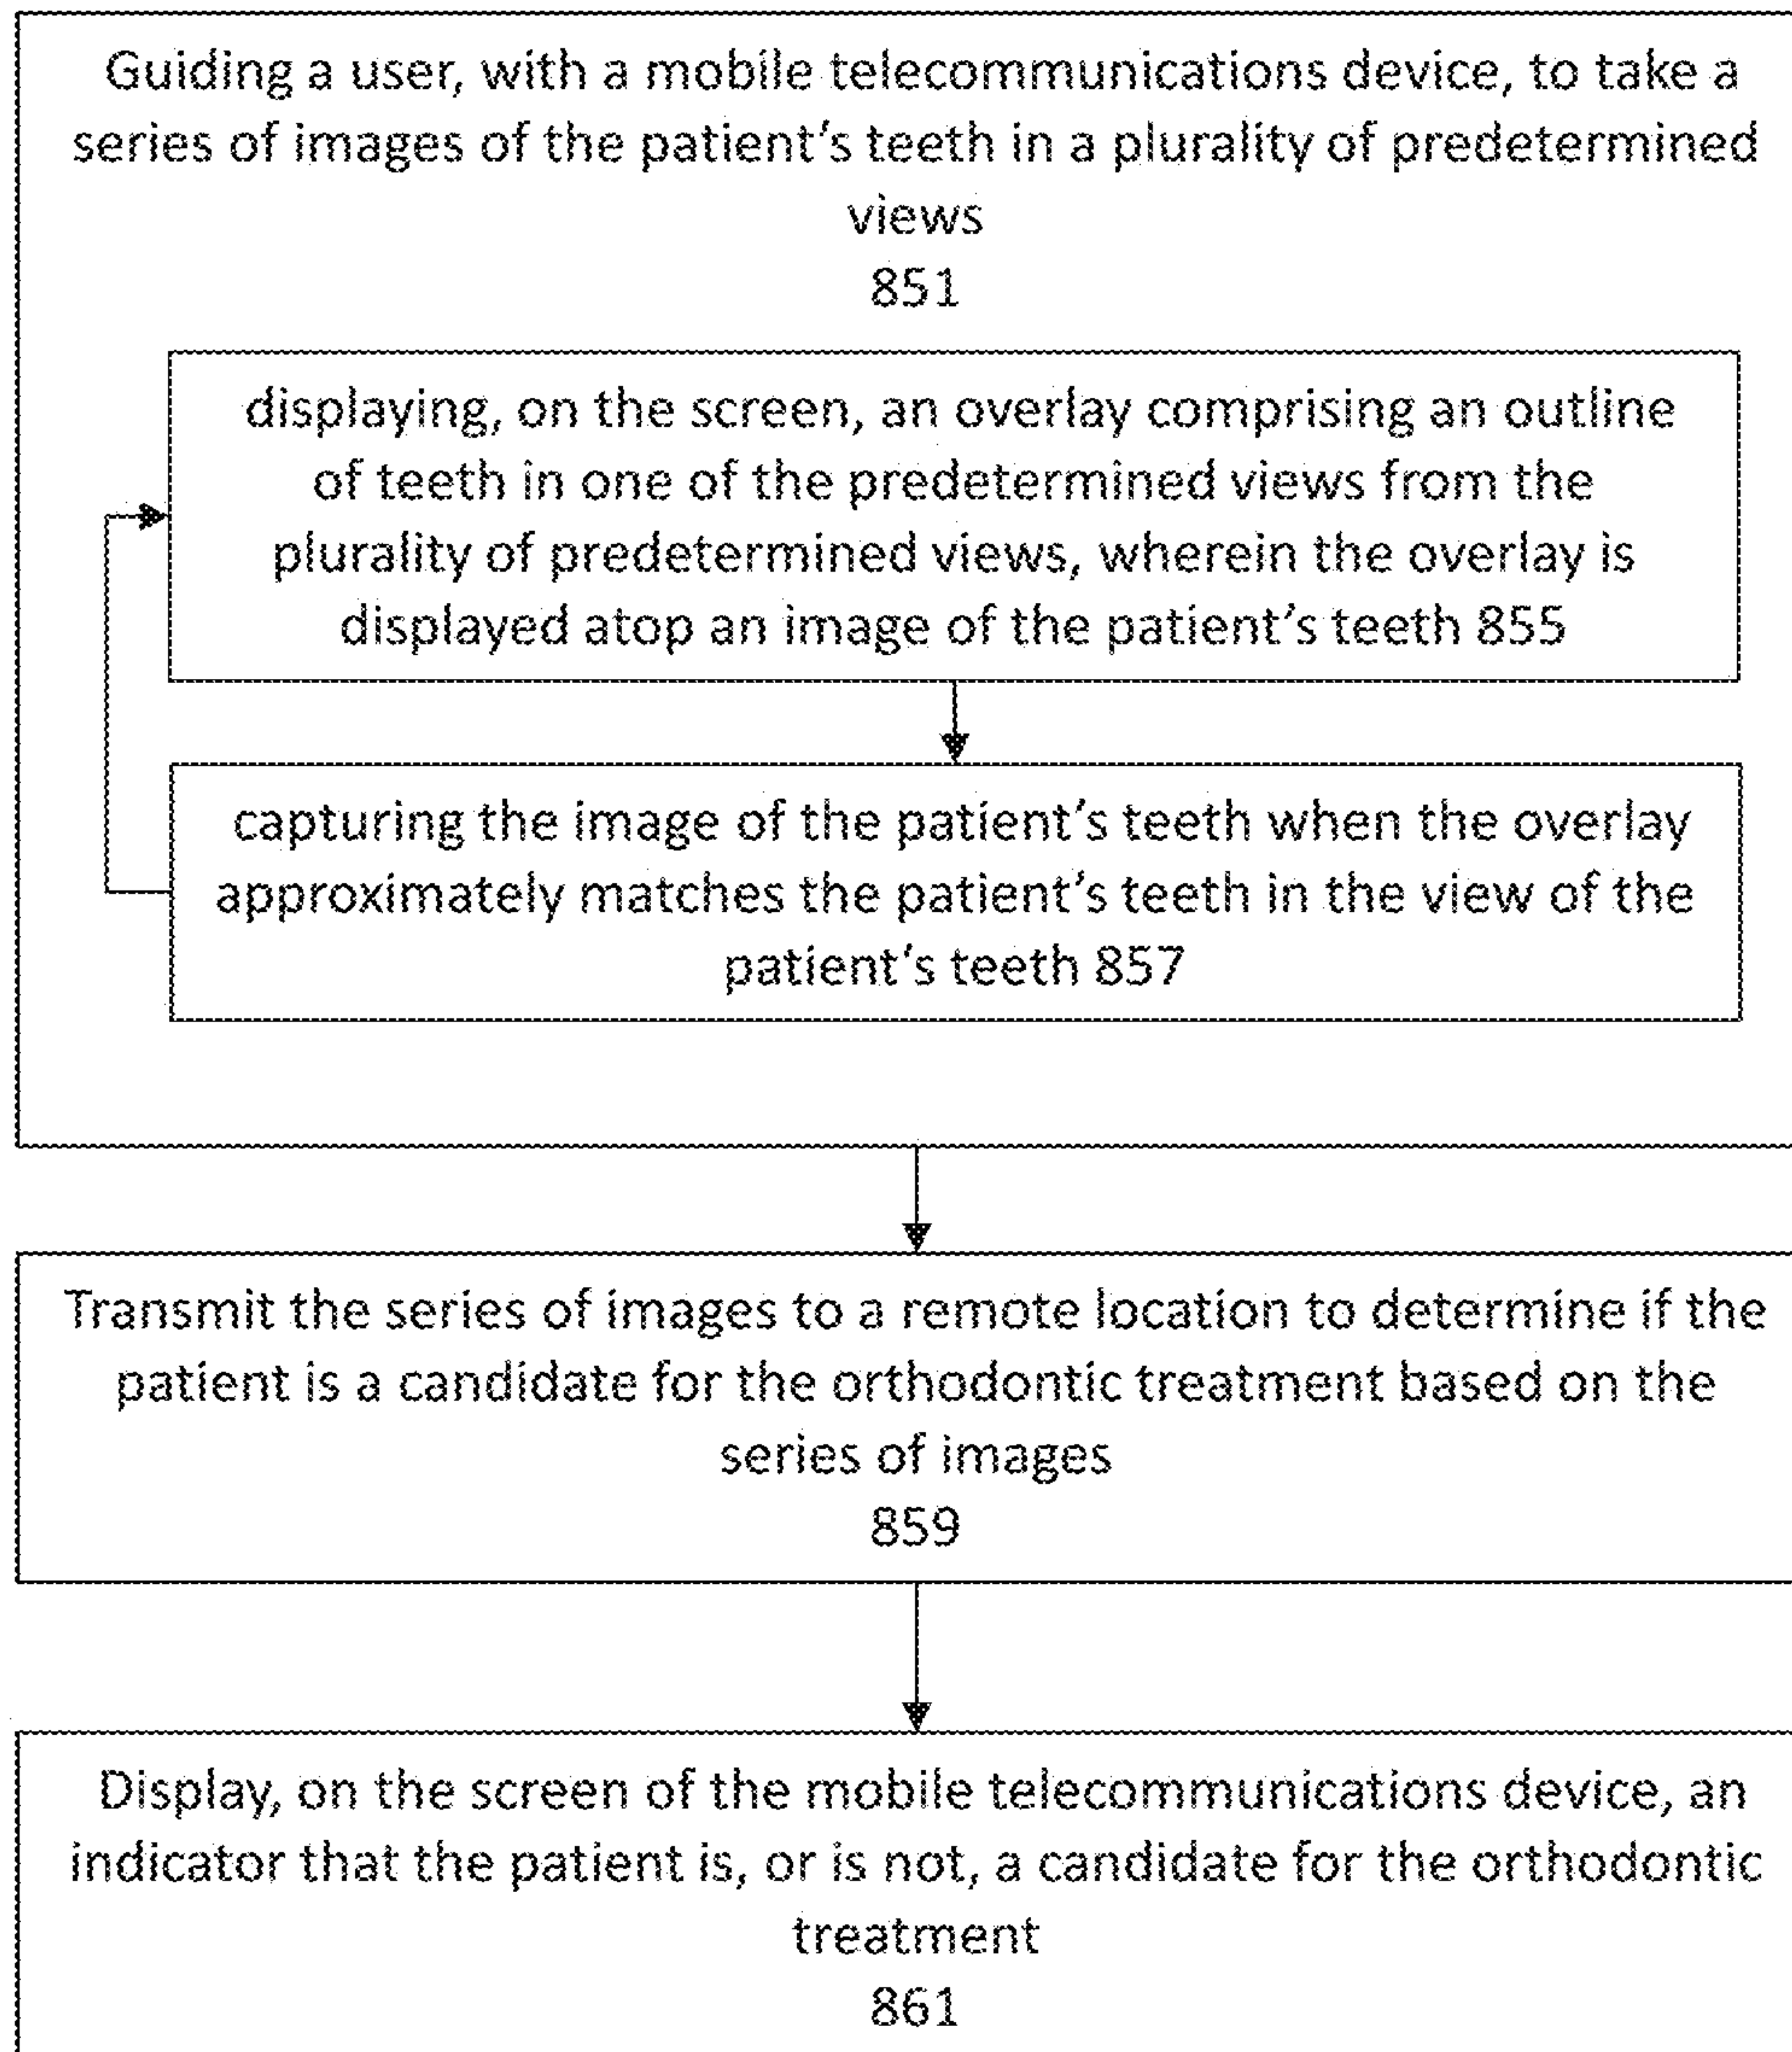 Guiding a user, with a mobile telecommunications device, to take a
series of images of the patient's teeth in a plurality of predetermined
views
851
displaying, on the screen, an overlay comprising an outline
of teeth in one of the predetermined views from the
plurality of predetermined views, wherein the overlay is
displayed atop an image of the patient's teeth 855
capturing the image of the patient's teeth when the overlay
approximately matches the patient's teeth in the view of the
patient's teeth 857
Transmit the series of images to a remote location to determine if the
patient is a candidate for the orthodontic treatment based on the
series of images
859
Display, on the screen of the mobile telecommunications device, an
indicator that the patient is, or is not, a candidate for the orthodontic
treatment
861